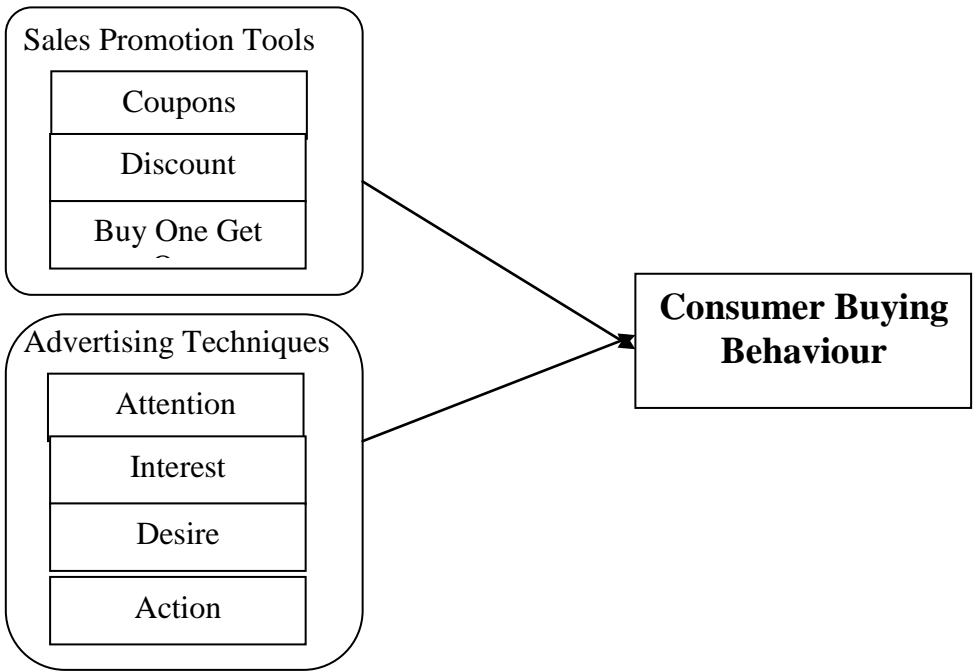 Sales Promotion Tools
Coupons
Discount
Buy One Get
Advertising Techniques
Attention
Interest
Desire
Action
Consumer Buying
Behaviour